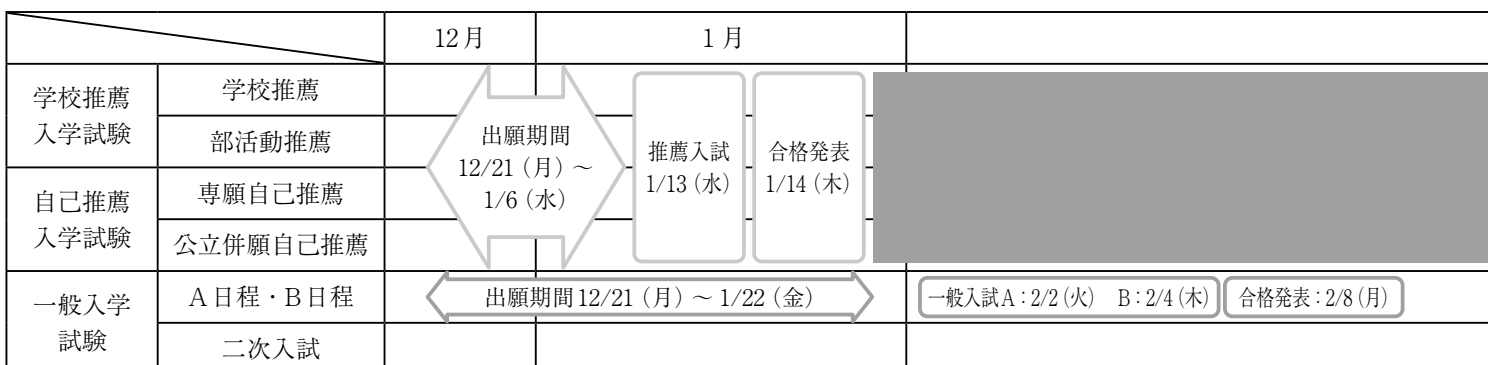 12月
1月
学校推薦
入学試験
学校推薦
部活動推薦
出願期間
12/21（月）～
1/6（水）
推薦入試
1/13（水）
合格発表
1/14（木）
自己推薦
入学試験
専願自己推薦
公立併願自己推薦
一般入学
試験
A日程・B日程
出願期間12/21（月）～1/22（金）
一般入試A：2/2（火）　B：2/4（木）
合格発表：2/8（月）
二次入試